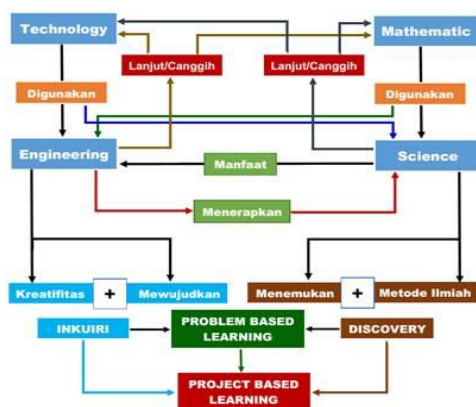 Technology
Mathematic
Lanjut/Canggih
Lanjut/Canggih
Digunakan
Digunakan
Engineering
Manfaat
Science
Menerapkan
Kreatifitas + Mewujudkan
Menemukan + Metode Ilmiah
INKUIRI
PROBLEM BASED
LEARNING
DISCOVERY
PROJECT BASED
LEARNING